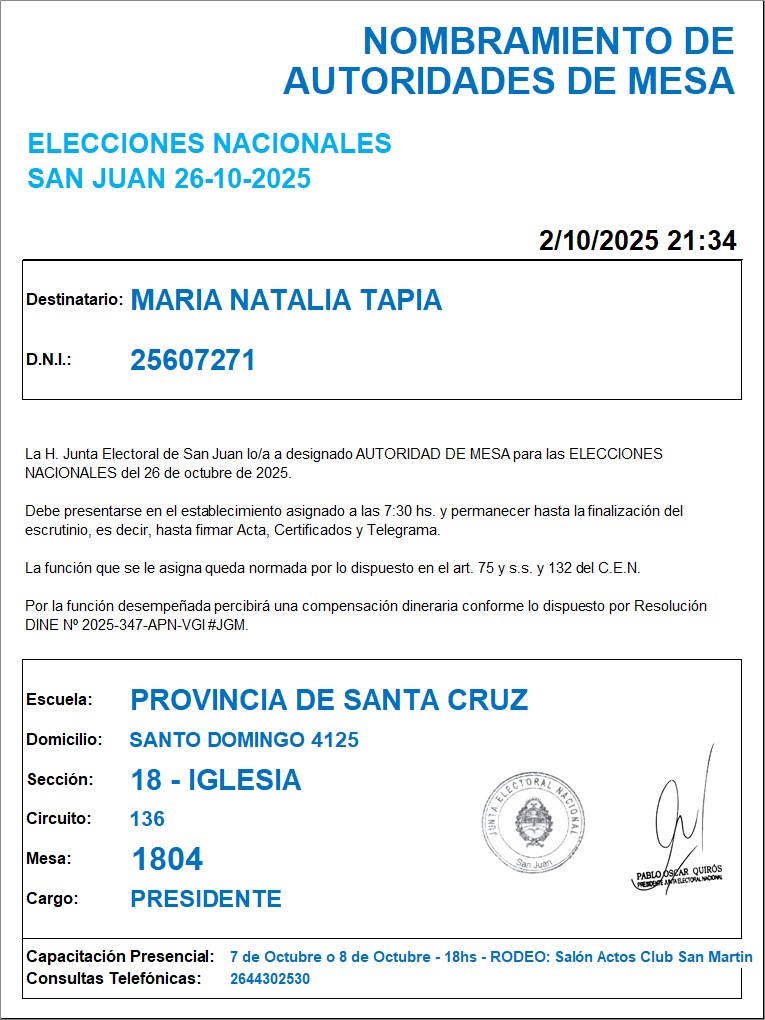 NOMBRAMIENTO DE
AUTORIDADES DE MESA
ELECCIONES NACIONALES
SAN JUAN 26-10-2025
2/10/2025 21:34
Destinatario: MARIA NATALIA TAPIA
D.N.I.: 25607271
La H. Junta Electoral de San Juan lo/a a designado AUTORIDAD DE MESA para las ELECCIONES
NACIONALES del 26 de octubre de 2025.
Debe presentarse en el establecimiento asignado a las 7:30 hs. y permanecer hasta la finalización del
escrutinio, es decir, hasta firmar Acta, Certificados y Telegrama.
La función que se le asigna queda normada por lo dispuesto en el art. 75 y s.s. y 132 del C.E.N.
Por la función desempeñada percibirá una compensación dineraria conforme lo dispuesto por Resolución
DINE Nº 2025-347-APN-VGI#JGM.
Escuela: PROVINCIA DE SANTA CRUZ
Domicilio: SANTO DOMINGO 4125
Sección: 18 - IGLESIA
Circuito: 136
Mesa: 1804
Cargo: PRESIDENTE
JUNTA ELECTORAL NACIONAL
San Juan
PABLO OSCAR QUIRÓS
PRESIDENTE JUNTA ELECTORAL NACIONAL
Capacitación Presencial: 7 de Octubre o 8 de Octubre - 18hs - RODEO: Salón Actos Club San Martin
Consultas Telefónicas: 2644302530